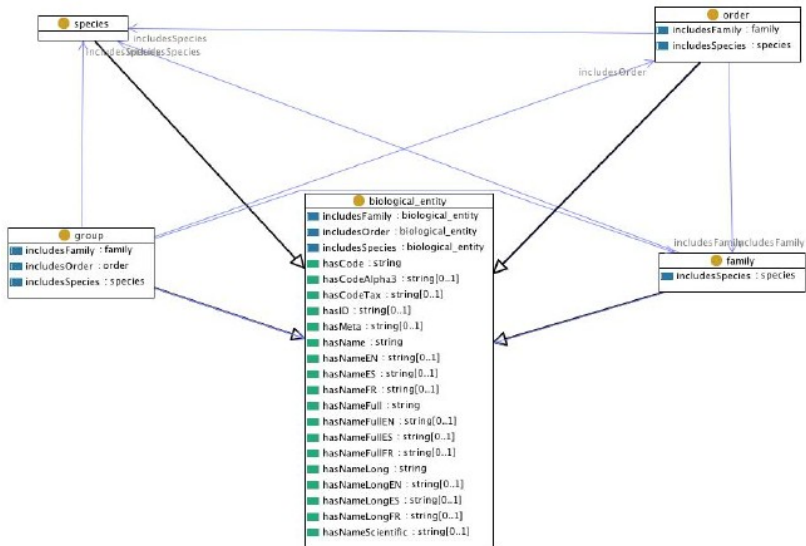 species
order
includesFamily : family
includesSpecies : species
includesSpecies
includesSpecies
includesOrder
biological_entity
includesFamily : biological_entity
includesOrder : biological_entity
includesSpecies : biological_entity
hasCode : string
hasCodeAlpha3 : string[0..1]
hasCodeTax : string[0..1]
hasID : string[0..1]
hasMeta : string[0..1]
hasName : string
hasNameEN : string[0..1]
hasNameES : string[0..1]
hasNameFR : string[0..1]
hasNameFull : string
hasNameFullEN : string[0..1]
hasNameFullES : string[0..1]
hasNameFullFR : string[0..1]
hasNameLong : string
hasNameLongEN : string[0..1]
hasNameLongES : string[0..1]
hasNameLongFR : string[0..1]
hasNameScientific : string[0..1]
group
includesFamily : family
includesOrder : order
includesSpecies : species
includesFamily
family
includesSpecies : species